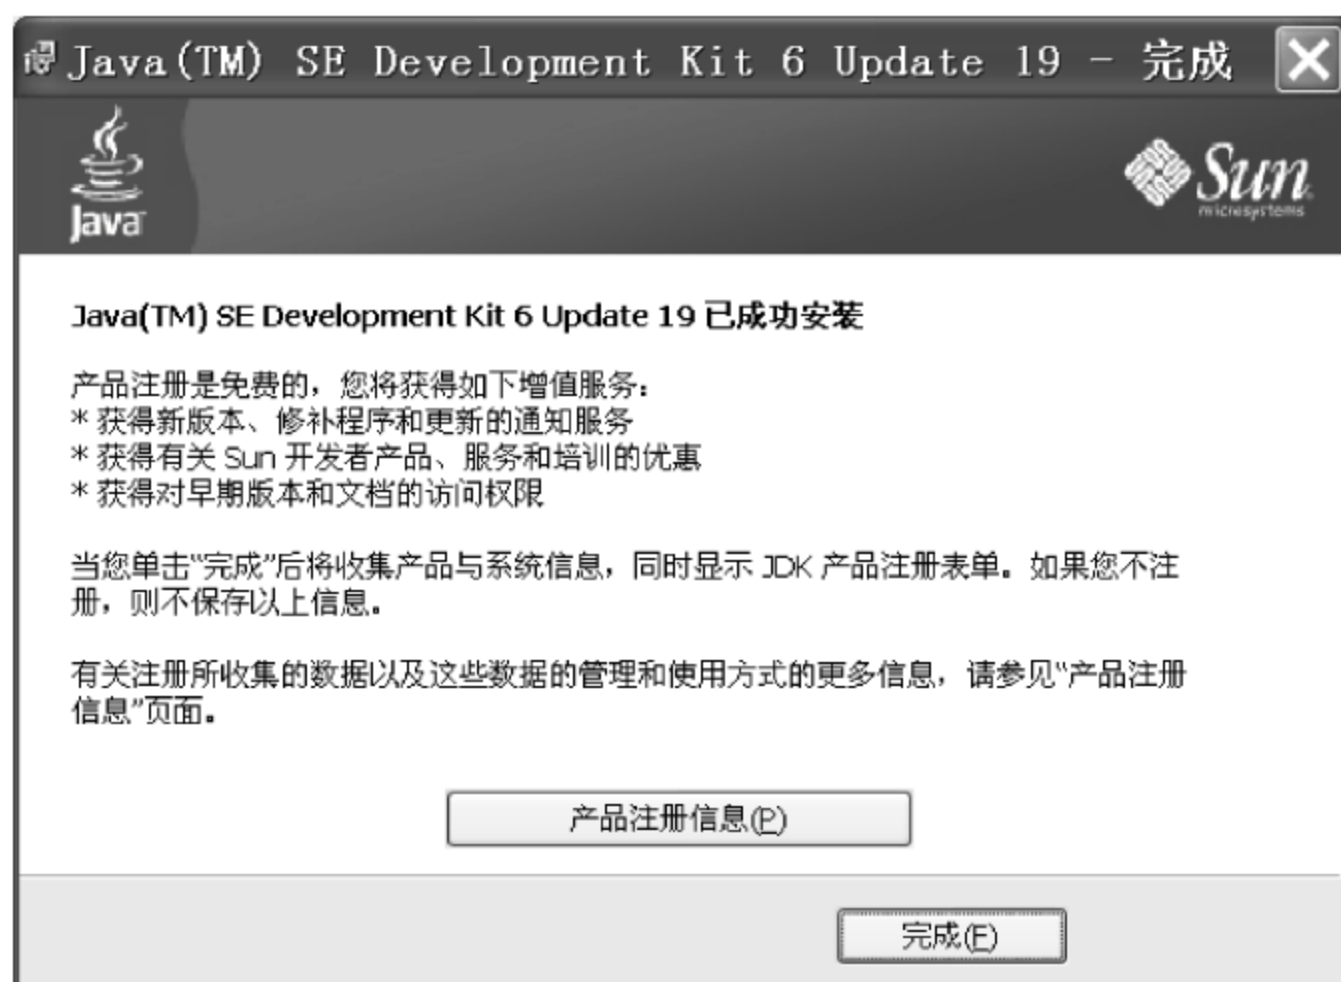 Java(TM) SE Development Kit 6 Update 19 - 完成
Java
Sun
microsystems
Java(TM) SE Development Kit 6 Update 19 已成功安装
产品注册是免费的，您将获得如下增值服务：
* 获得新版本、修补程序和更新的通知服务
* 获得有关 Sun 开发者产品、服务和培训的优惠
* 获得对早期版本和文档的访问权限
当您单击“完成”后将收集产品与系统信息，同时显示 JDK 产品注册表单。如果您不注
册，则不保存以上信息。
有关注册所收集的数据以及这些数据的管理和使用方式的更多信息，请参见“产品注册
信息”页面。
产品注册信息(P)
完成(F)